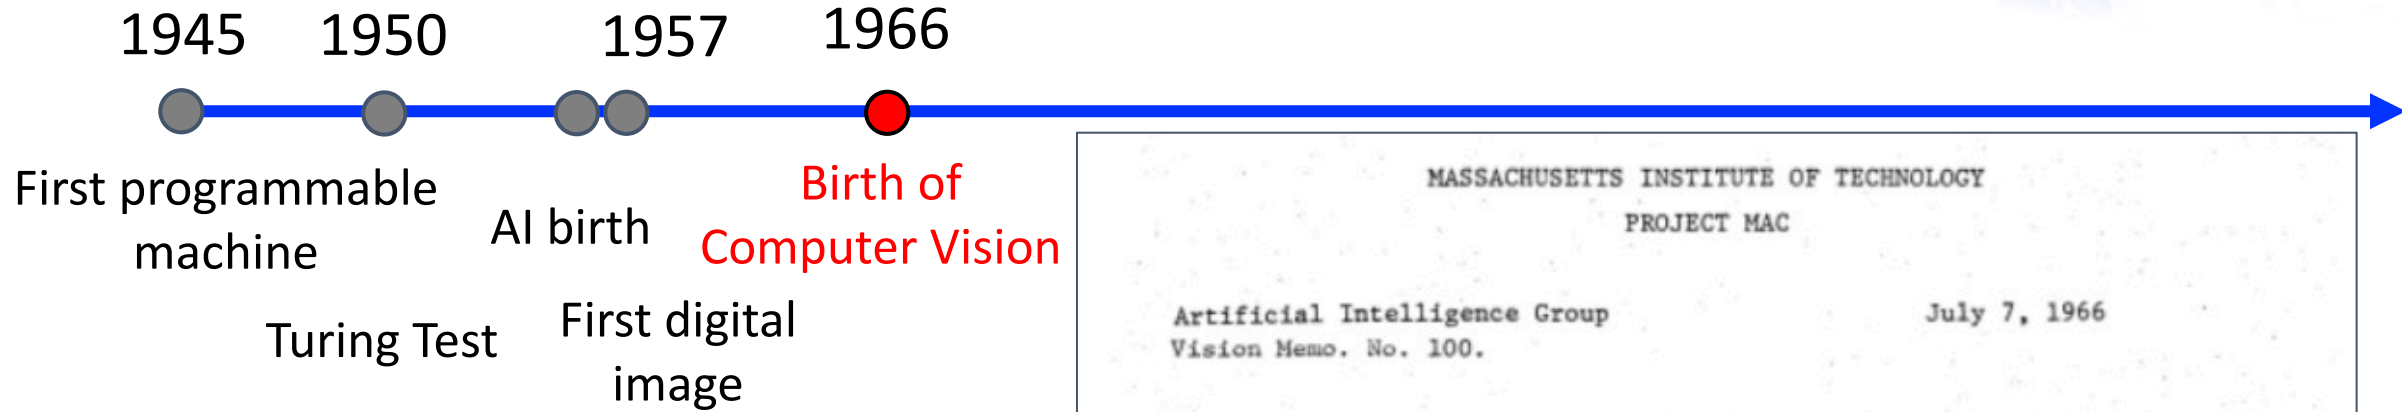 1945 1950 1957 1966
First programmable
machine
Turing Test
AI birth
First digital
image
Birth of
Computer Vision
MASSACHUSETTS INSTITUTE OF TECHNOLOGY
PROJECT MAC
Artificial Intelligence Group July 7, 1966
Vision Memo. No. 100.